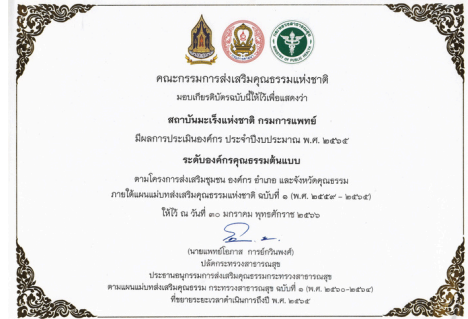 คณะกรรมการส่งเสริมคุณธรรมแห่งชาติ
มอบเกียรติบัตรฉบับนี้ให้ไว้เพื่อแสดงว่า
สถาบันมะเร็งแห่งชาติ กรมการแพทย์
มีผลการประเมินองค์กร ประจำปีงบประมาณ พ.ศ. ๒๕๖๕
ระดับองค์กรคุณธรรมต้นแบบ
ตามโครงการส่งเสริมชุมชน องค์กร อำเภอ และจังหวัดคุณธรรม
ภายใต้แผนแม่บทส่งเสริมคุณธรรมแห่งชาติ ฉบับที่ ๑ (พ.ศ. ๒๕๕๙ - ๒๕๖๕)
ให้ไว้ ณ วันที่ ๓๐ มกราคม พุทธศักราช ๒๕๖๖
(นายแพทย์โอภาส การย์กวินพงศ์)
ปลัดกระทรวงสาธารณสุข
ประธานอนุกรรมการส่งเสริมคุณธรรมกระทรวงสาธารณสุข
ตามแผนแม่บทส่งเสริมคุณธรรม กระทรวงสาธารณสุข ฉบับที่ ๑ (พ.ศ. ๒๕๖๐-๒๕๖๔)
ที่ขยายระยะเวลาดำเนินการถึงปี พ.ศ. ๒๕๖๕